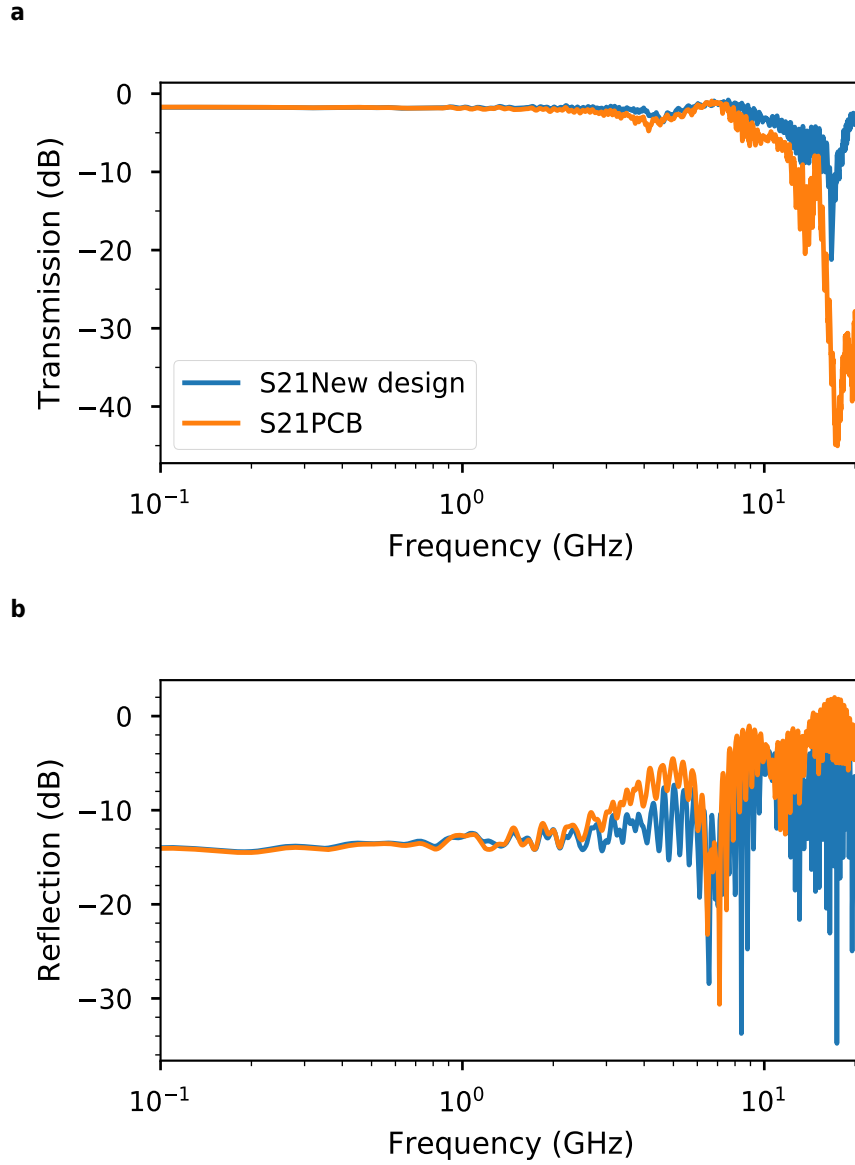 a
0
−10
−20
−30
−40
Transmission (dB)
S21New design
S21PCB
10⁻¹
10⁰
10¹
Frequency (GHz)
b
0
−10
−20
−30
Reflection (dB)
10⁻¹
10⁰
10¹
Frequency (GHz)